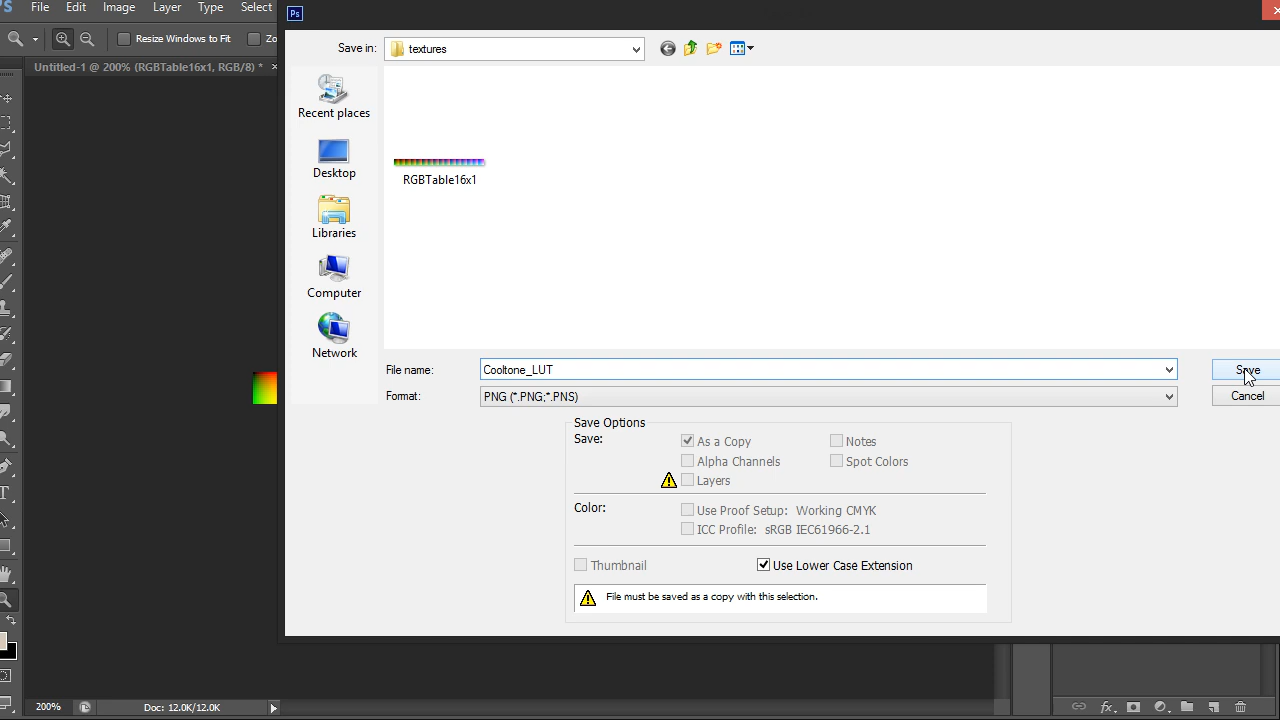 File Edit Image Layer Type Select
Ps
Save in: textures
Resize Windows to Fit
Untitled-1 @ 200% (RGBTable16x1, RGB/8) * ×
Recent places
Desktop
RGBTable16x1
Libraries
Computer
Network
File name: Cooltone_LUT Save
Format: PNG (*.PNG;*.PNS) Cancel
Save Options
Save: As a Copy Notes
Alpha Channels Spot Colors
Layers
Color: Use Proof Setup: Working CMYK
ICC Profile: sRGB IEC61966-2.1
Thumbnail Use Lower Case Extension
File must be saved as a copy with this selection.
200% Doc: 12.0K/12.0K
fx